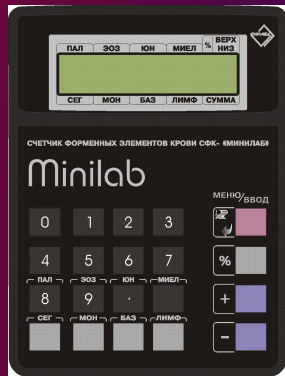 ВЕРХ
ПАЛ ЭОЗ ЮН МИЕЛ % НИЗ
СЕГ МОН БАЗ ЛИМФ СУММА
СЧЕТЧИК ФОРМЕННЫХ ЭЛЕМЕНТОВ КРОВИ СФК- «МИНИЛАБ»
Minilab
МЕНЮ/ВВОД
0 1 2 3
4 5 6 7 %
ПАЛ ЭОЗ ЮН МИЕЛ
8 9 · +
СЕГ МОН БАЗ ЛИМФ
-